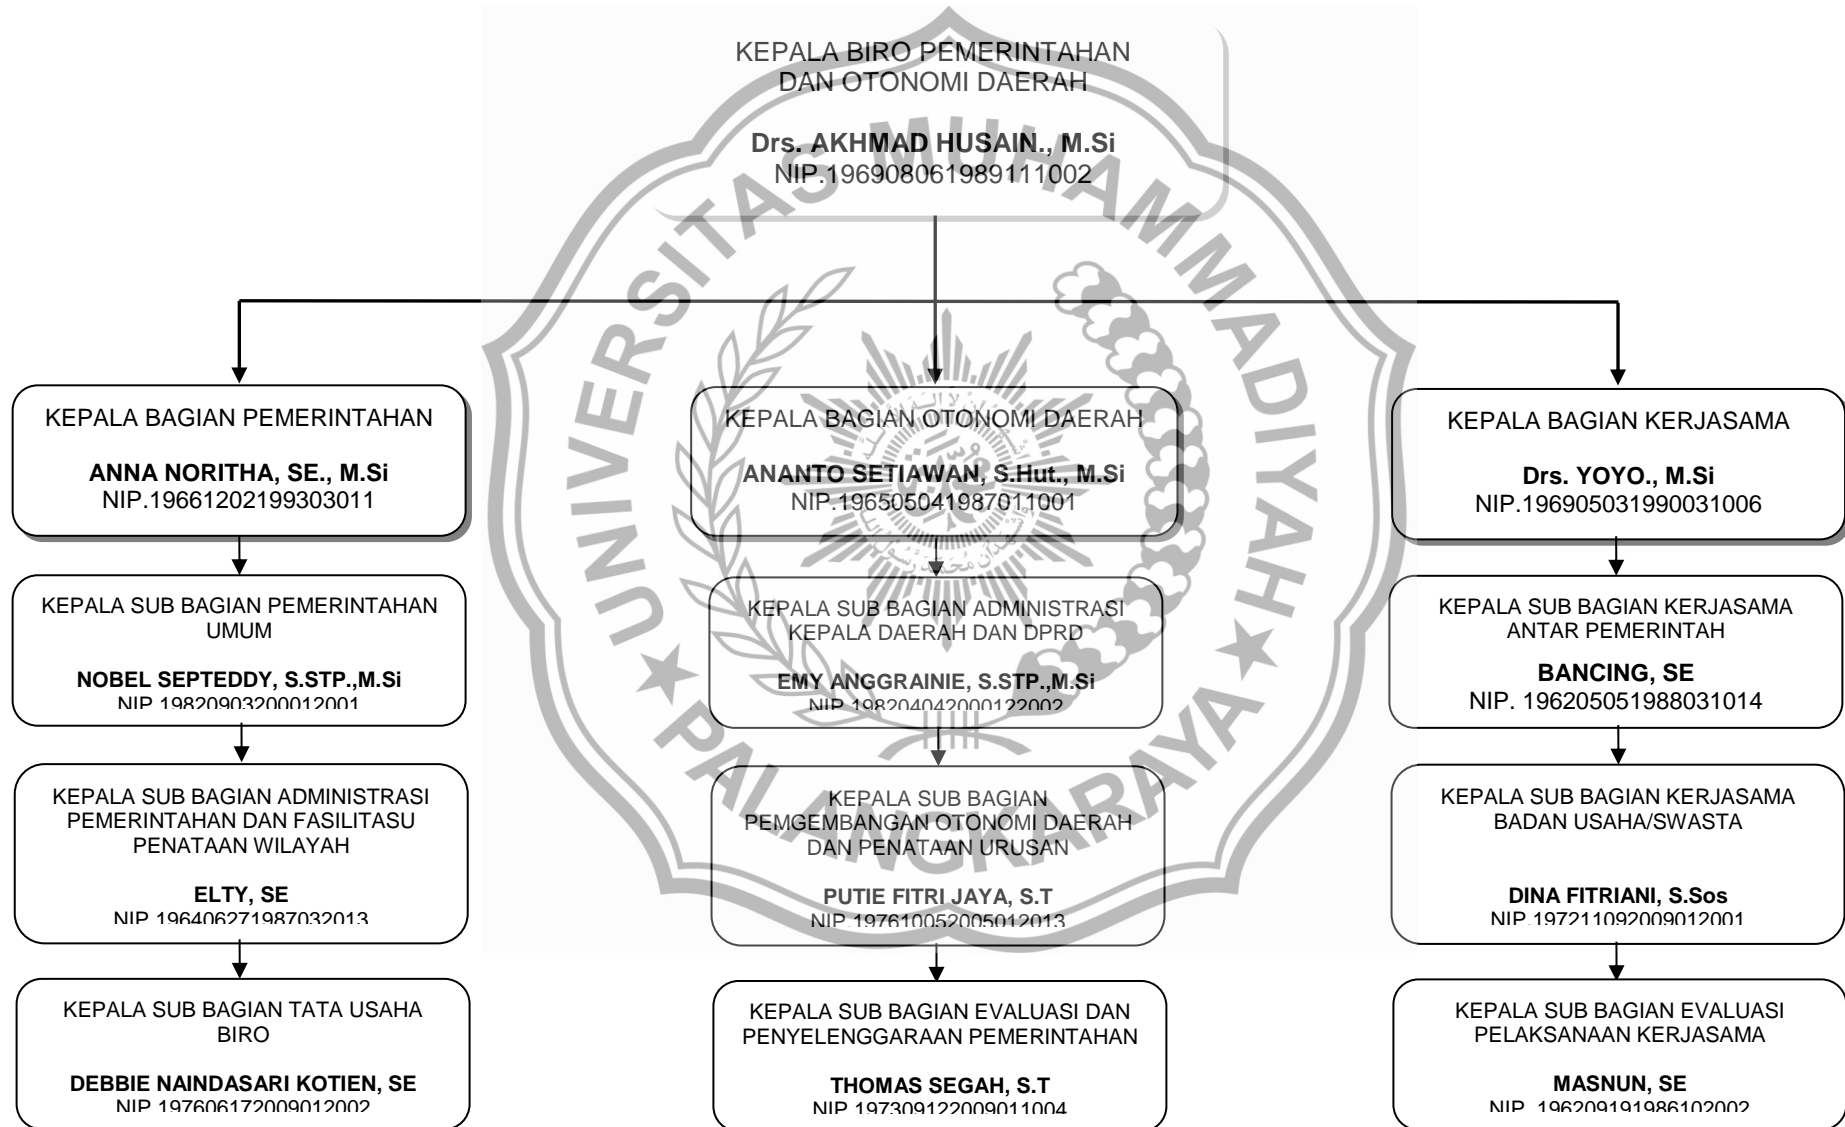 KEPALA BIRO PEMERINTAHAN
DAN OTONOMI DAERAH
Drs. AKHMAD HUSAIN., M.Si
NIP.196908061989111002
KEPALA BAGIAN PEMERINTAHAN
ANNA NORITHA, SE., M.Si
NIP.19661202199303011
KEPALA SUB BAGIAN PEMERINTAHAN
UMUM
NOBEL SEPTEDDY, S.STP.,M.Si
NIP.19820903200012001
KEPALA SUB BAGIAN ADMINISTRASI
PEMERINTAHAN DAN FASILITASU
PENATAAN WILAYAH
ELTY, SE
NIP.196406271987032013
KEPALA SUB BAGIAN TATA USAHA
BIRO
DEBBIE NAINDASARI KOTIEN, SE
NIP.197606172009012002
KEPALA BAGIAN OTONOMI DAERAH
ANANTO SETIAWAN, S.Hut., M.Si
NIP.196505041987011001
KEPALA SUB BAGIAN ADMINISTRASI
KEPALA DAERAH DAN DPRD
EMY ANGGRAINIE, S.STP.,M.Si
NIP.198204042000122002
KEPALA SUB BAGIAN
PEMGEMBANGAN OTONOMI DAERAH
DAN PENATAAN URUSAN
PUTIE FITRI JAYA, S.T
NIP.197610052005012013
KEPALA SUB BAGIAN EVALUASI DAN
PENYELENGGARAAN PEMERINTAHAN
THOMAS SEGAH, S.T
NIP.197309122009011004
KEPALA BAGIAN KERJASAMA
Drs. YOYO., M.Si
NIP.196905031990031006
KEPALA SUB BAGIAN KERJASAMA
ANTAR PEMERINTAH
BANCING, SE
NIP. 196205051988031014
KEPALA SUB BAGIAN KERJASAMA
BADAN USAHA/SWASTA
DINA FITRIANI, S.Sos
NIP.197211092009012001
KEPALA SUB BAGIAN EVALUASI
PELAKSANAAN KERJASAMA
MASNUN, SE
NIP. 196209191986102002
UNIVERSITAS MUHAMMADIYAH
PALANGKARAYA